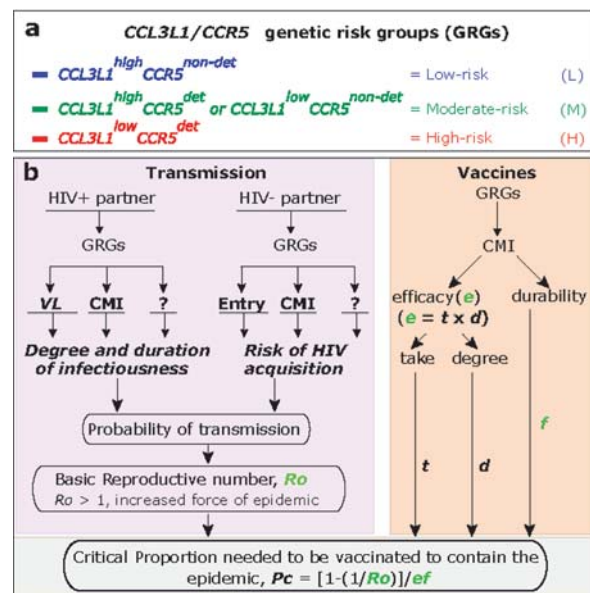 a
CCL3L1/CCR5 genetic risk groups (GRGs)
CCL3L1high CCR5non-det = Low-risk (L)
CCL3L1high CCR5det or CCL3L1low CCR5non-det = Moderate-risk (M)
CCL3L1low CCR5det = High-risk (H)
b
Transmission
HIV+ partner HIV- partner
GRGs GRGs
VL CMI ? Entry CMI ?
Degree and duration of infectiousness
Risk of HIV acquisition
Probability of transmission
Basic Reproductive number, Ro
Ro > 1, increased force of epidemic
Vaccines
GRGs
CMI
efficacy(e) durability
(e = t x d)
take degree
t d f
Critical Proportion needed to be vaccinated to contain the
epidemic, Pc = [1-(1/Ro)]/ef